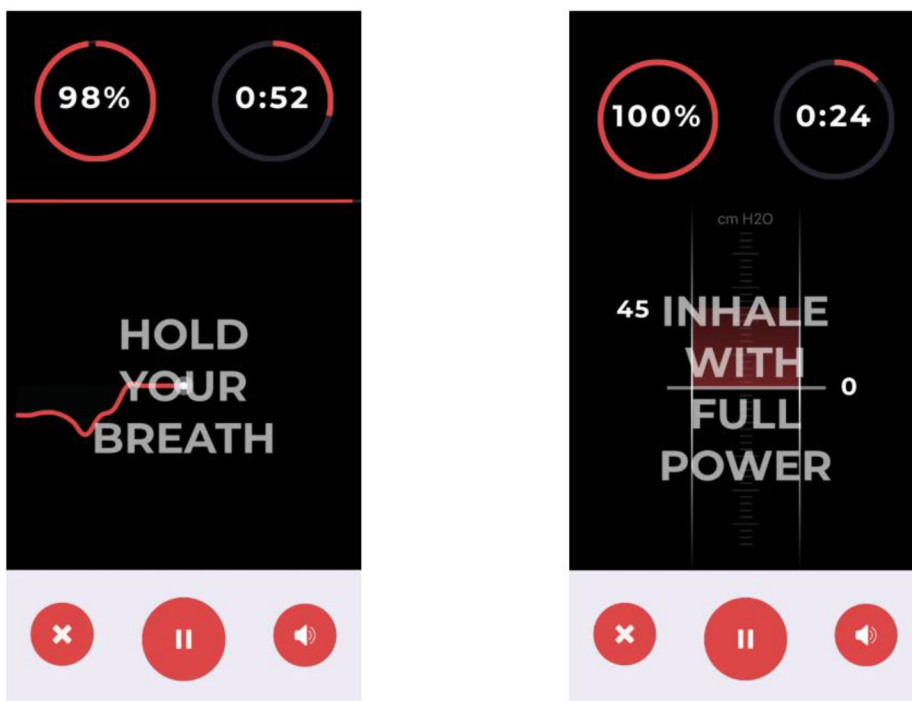 98%
0:52
HOLD
YOUR
BREATH
100%
0:24
cm H2O
45
INHALE
WITH
0
FULL
POWER